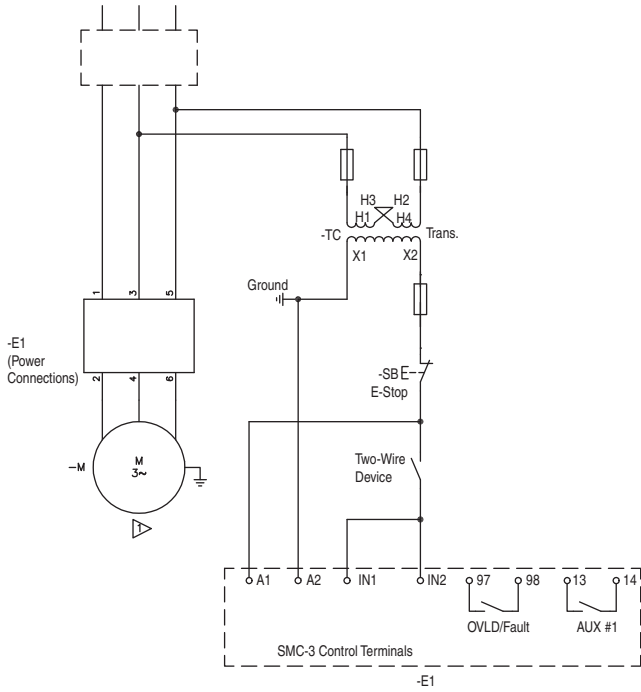 H3 H2
H1 H4
-TC
Trans.
X1 X2
Ground
1 3 5
-E1
(Power
Connections)
2 4 6
-SB E
E-Stop
Two-Wire
Device
-M
M
3~
1
A1 A2 IN1 IN2 97 98 13 14
OVLD/Fault AUX #1
SMC-3 Control Terminals
-E1